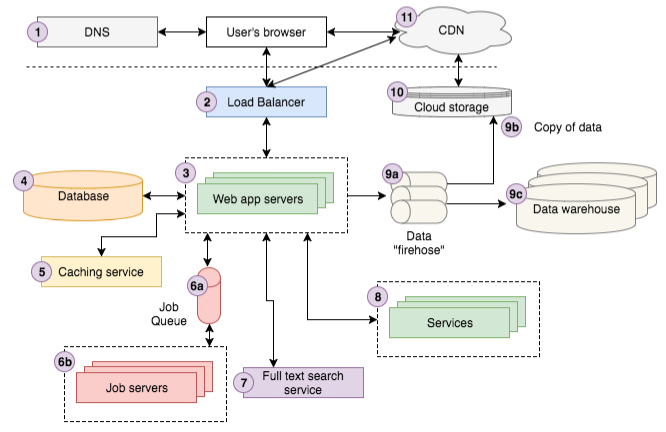 1
DNS
User's browser
11
CDN
2
Load Balancer
10
Cloud storage
9b
Copy of data
3
Web app servers
4
Database
9a
Data
"firehose"
9c
Data warehouse
5
Caching service
6a
Job
Queue
8
Services
6b
Job servers
7
Full text search
service